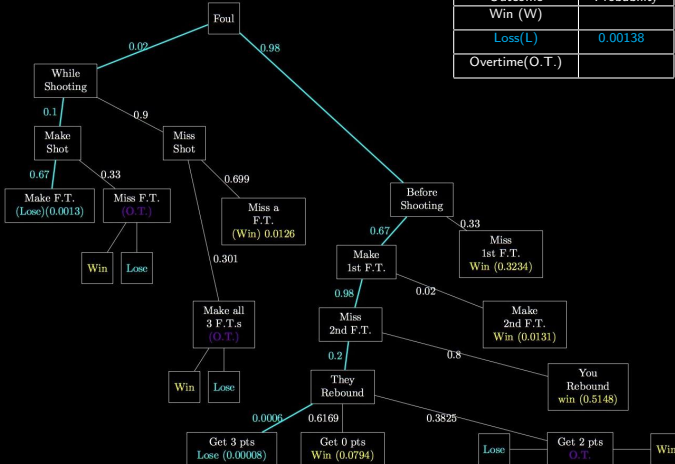 Outcome Probability
Win (W)
Loss(L) 0.00138
Overtime(O.T.)
Foul
0.02
0.98
While
Shooting
0.1
0.9
Make
Shot
Miss
Shot
0.67
0.33
0.699
Make F.T.
(Lose)(0.0013)
Miss F.T.
(O.T.)
Miss a
F.T.
(Win) 0.0126
Before
Shooting
0.67
0.33
Miss
1st F.T.
Win (0.3234)
Make
1st F.T.
Win
Lose
0.301
0.98
0.02
Make all
3 F.T.s
(O.T.)
Miss
2nd F.T.
Make
2nd F.T.
Win (0.0131)
0.2
0.8
Win
Lose
They
Rebound
You
Rebound
win (0.5148)
0.0006
0.6169
0.3825
Get 3 pts
Lose (0.00008)
Get 0 pts
Win (0.0794)
Lose
Get 2 pts
O.T.
Win